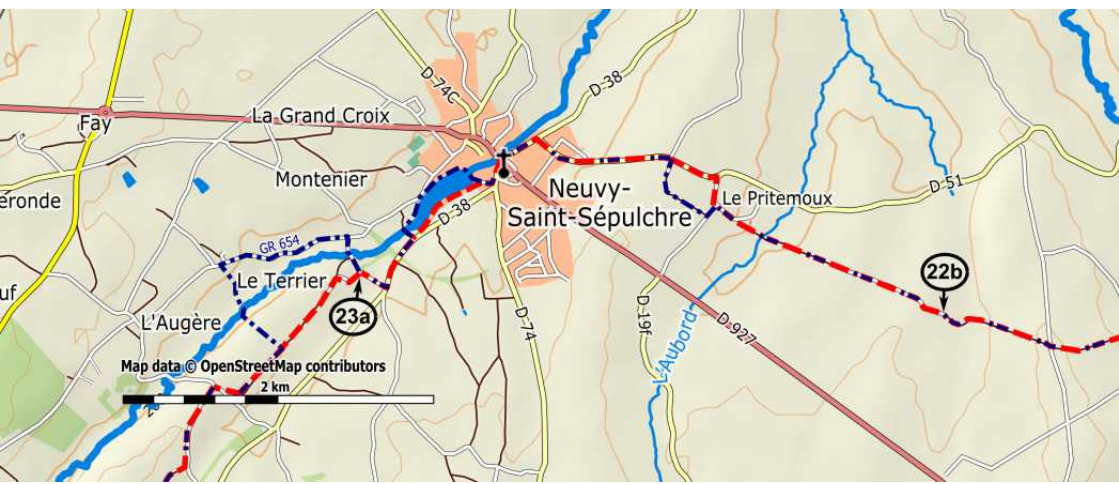 D-74C
D-38
La Grand Croix
Fay
Montenier
Neuvy-
Saint-Sépulchre
Le Pritemoux
D-51
éronde
D-38
GR 654
Le Terrier
22b
uf
23a
L'Augère
D-74
D-19f
L'Aubord
D-927
Map data © OpenStreetMap contributors
2 km